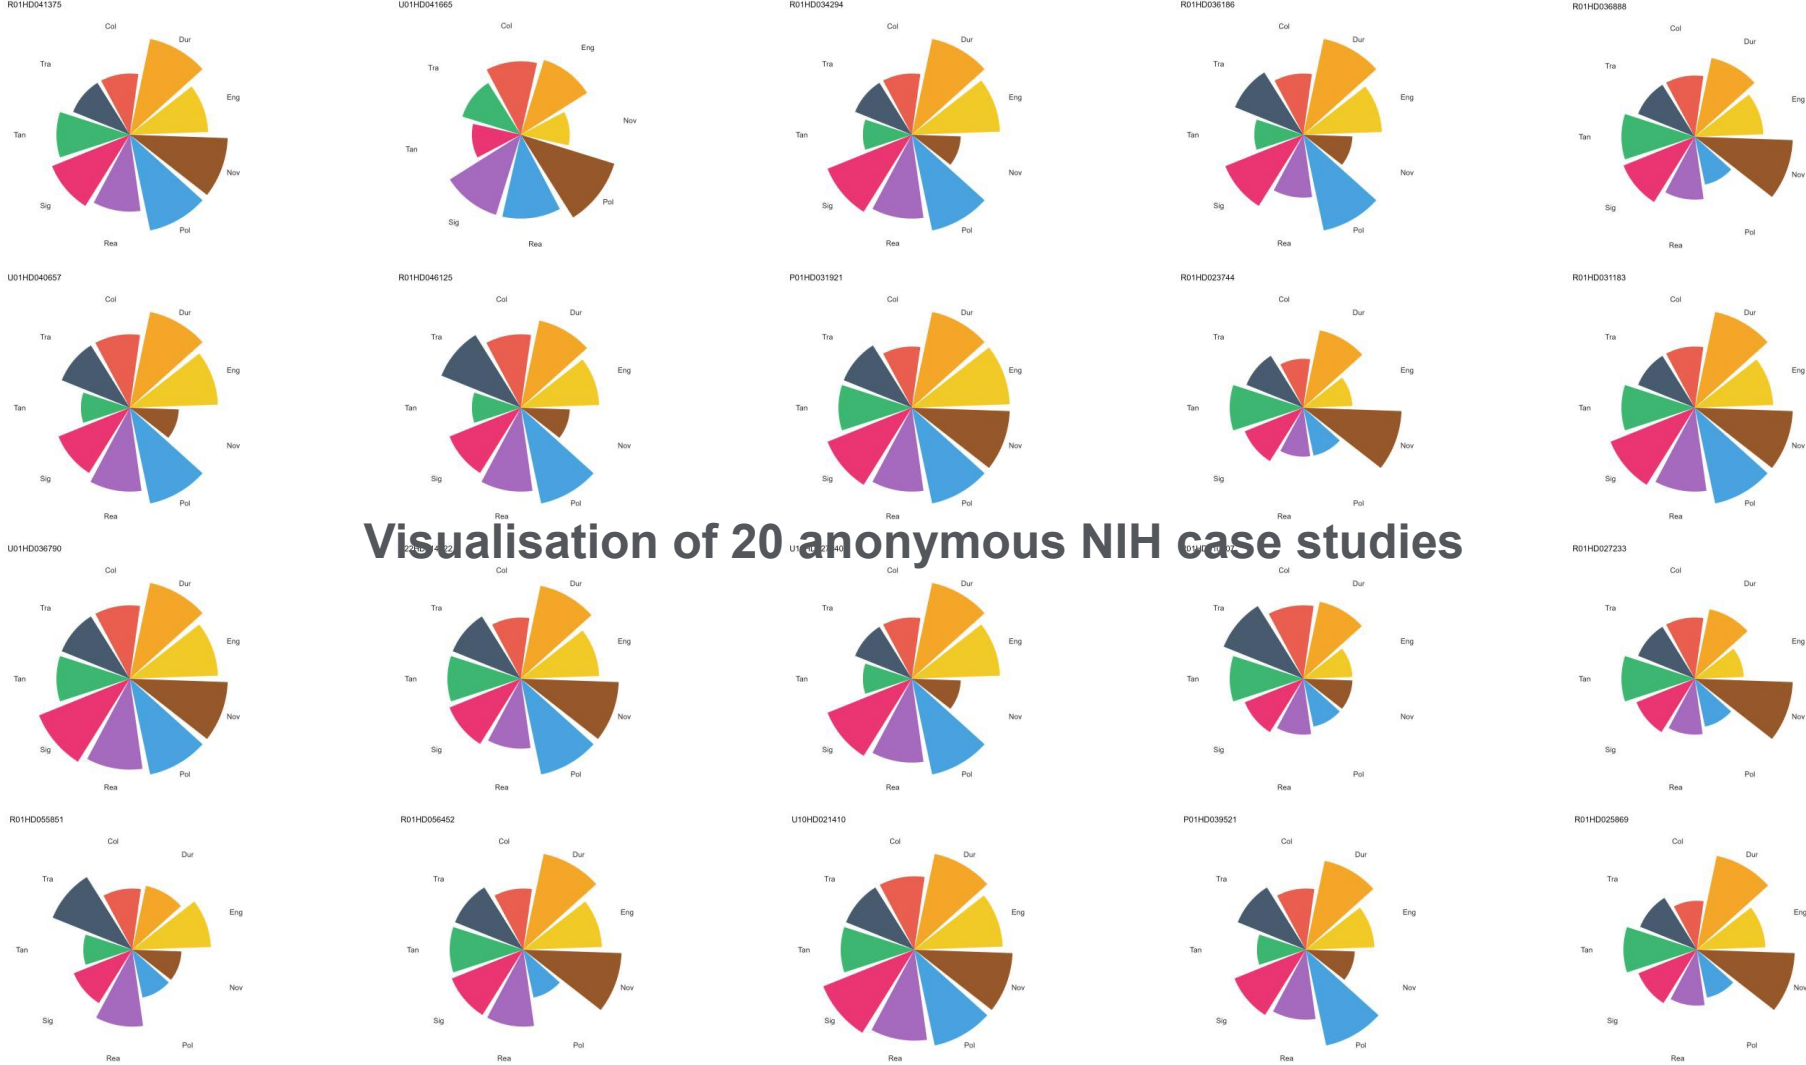 R01HD041375
Col
Dur
Tra
Eng
Tan
Nov
Sig
Pol
Rea
U01HD041665
Col
Eng
Tra
Nov
Tan
Pol
Sig
Rea
R01HD034294
Col
Dur
Tra
Eng
Tan
Nov
Sig
Pol
Rea
R01HD036186
Col
Dur
Tra
Eng
Tan
Nov
Sig
Pol
Rea
R01HD036888
Col
Dur
Tra
Eng
Tan
Nov
Sig
Pol
Rea
U01HD040657
Col
Dur
Tra
Eng
Tan
Nov
Sig
Pol
Rea
R01HD046125
Col
Dur
Tra
Eng
Tan
Nov
Sig
Pol
Rea
P01HD031921
Col
Dur
Tra
Eng
Tan
Nov
Sig
Pol
Rea
R01HD023744
Col
Dur
Tra
Eng
Tan
Nov
Sig
Pol
Rea
R01HD031183
Col
Dur
Tra
Eng
Tan
Nov
Sig
Pol
Rea
Visualisation of 20 anonymous NIH case studies
U01HD036790
Col
Dur
Tra
Eng
Tan
Nov
Sig
Pol
Rea
Col
Dur
Tra
Eng
Tan
Nov
Sig
Pol
Rea
Col
Dur
Tra
Eng
Tan
Nov
Sig
Pol
Rea
Col
Dur
Tra
Eng
Tan
Nov
Sig
Pol
Rea
R01HD027233
Col
Dur
Tra
Eng
Tan
Nov
Sig
Pol
Rea
R01HD055851
Col
Dur
Tra
Eng
Tan
Nov
Sig
Pol
Rea
R01HD056452
Col
Dur
Tra
Eng
Tan
Nov
Sig
Pol
Rea
U10HD021410
Col
Dur
Tra
Eng
Tan
Nov
Sig
Pol
Rea
P01HD039521
Col
Dur
Tra
Eng
Tan
Nov
Sig
Pol
Rea
R01HD025869
Col
Dur
Tra
Eng
Tan
Nov
Sig
Pol
Rea